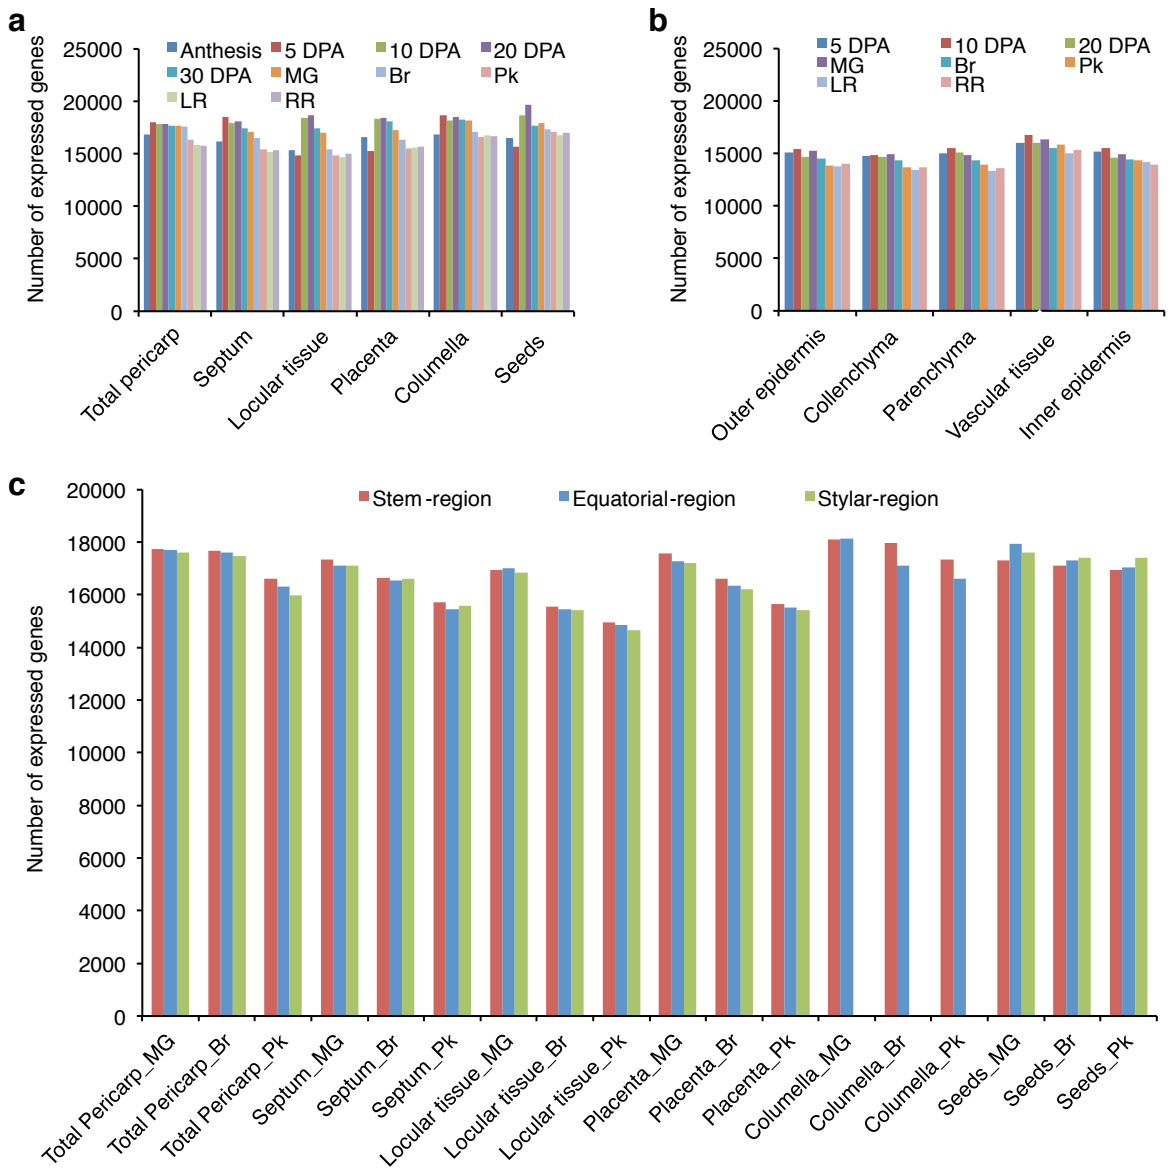 a
Number of expressed genes
25000
20000
15000
10000
5000
0
Anthesis 5 DPA 10 DPA 20 DPA
30 DPA MG Br Pk
LR RR
Total pericarp
Septum
Locular tissue
Placenta
Columella
Seeds
b
Number of expressed genes
25000
20000
15000
10000
5000
0
5 DPA 10 DPA 20 DPA
MG Br Pk
LR RR
Outer epidermis
Collenchyma
Parenchyma
Vascular tissue
Inner epidermis
c
Number of expressed genes
20000
18000
16000
14000
12000
10000
8000
6000
4000
2000
0
Stem-region Equatorial-region Stylar-region
Total Pericarp_MG
Total Pericarp_Br
Total Pericarp_Pk
Septum_MG
Septum_Br
Septum_Pk
Locular tissue_MG
Locular tissue_Br
Locular tissue_Pk
Placenta_MG
Placenta_Br
Placenta_Pk
Columella_MG
Columella_Br
Columella_Pk
Seeds_MG
Seeds_Br
Seeds_Pk